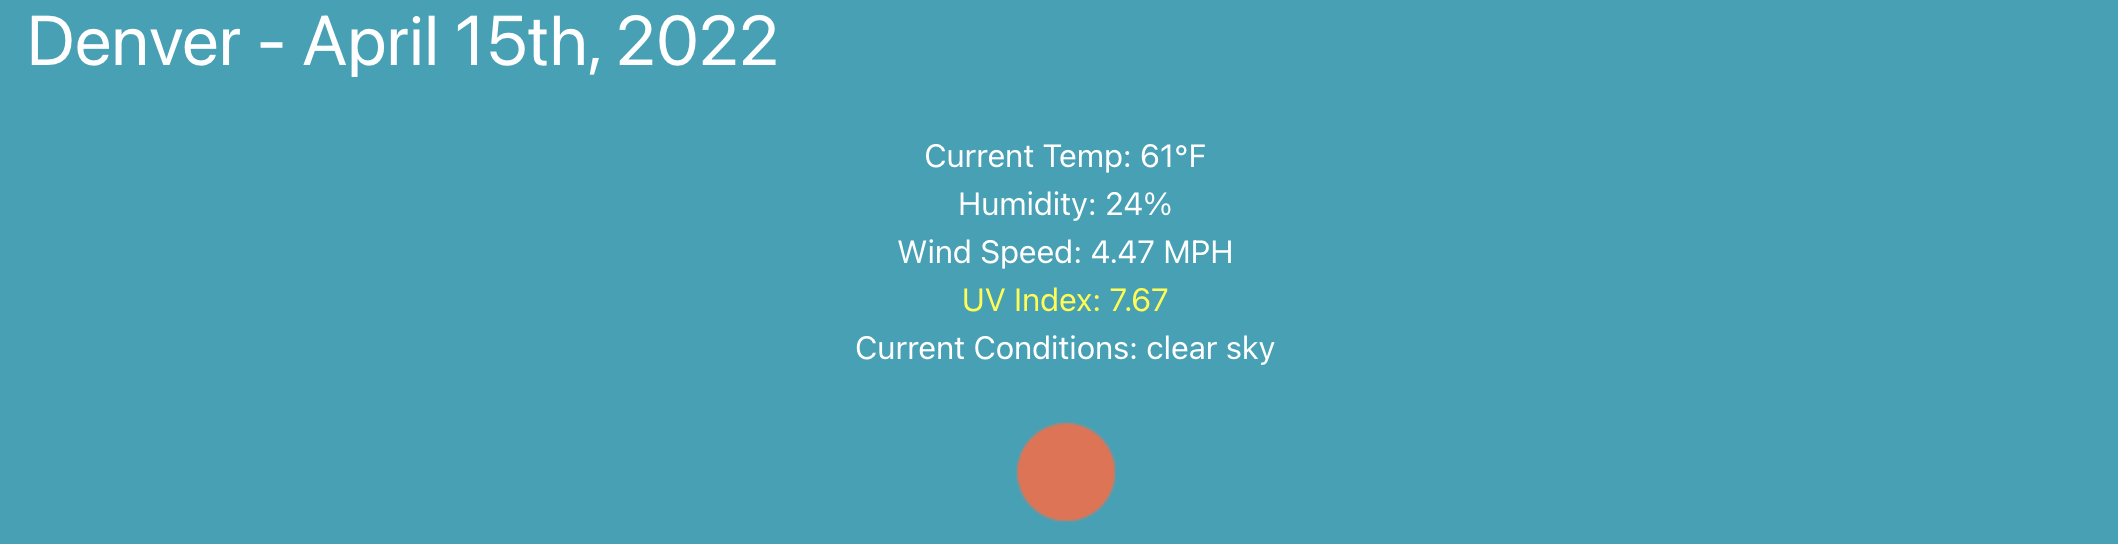 Denver - April 15th, 2022
Current Temp: 61°F
Humidity: 24%
Wind Speed: 4.47 MPH
UV Index: 7.67
Current Conditions: clear sky